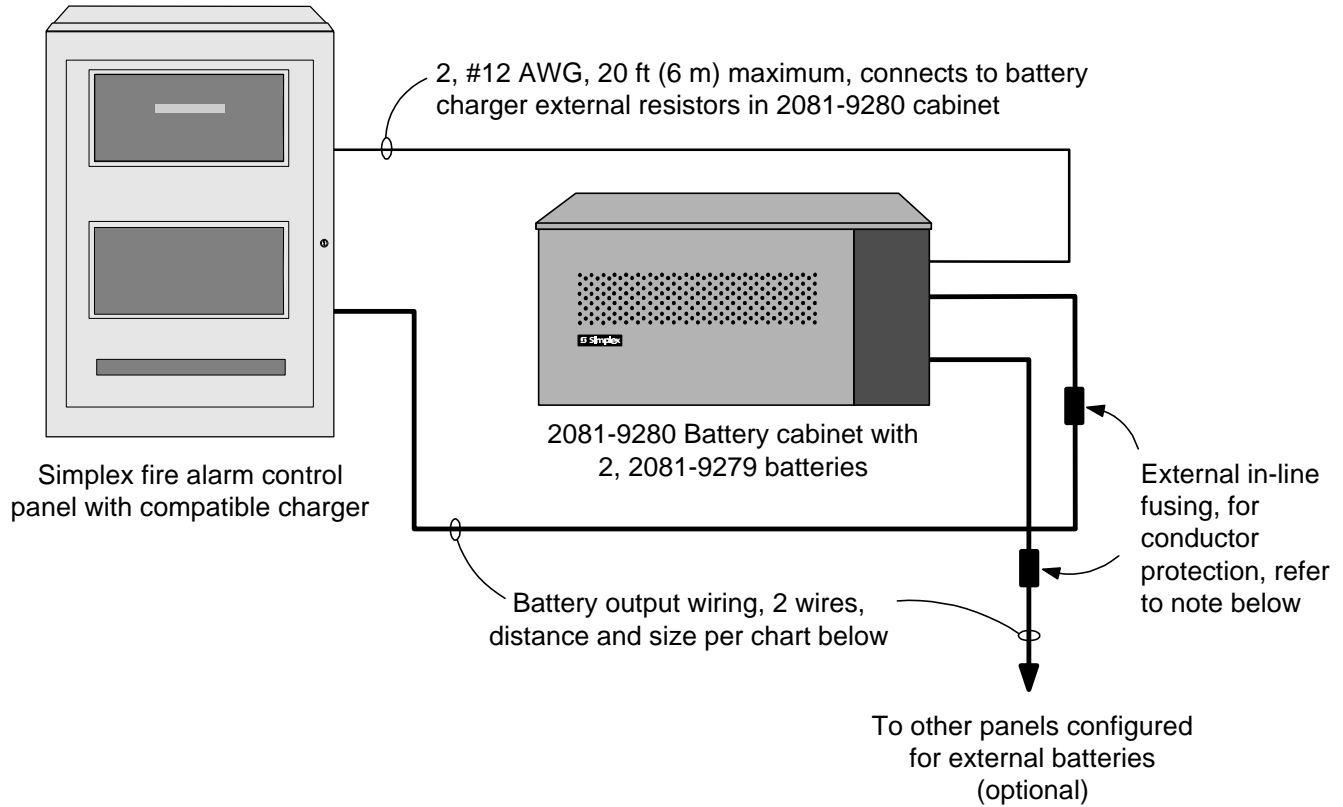 2, #12 AWG, 20 ft (6 m) maximum, connects to battery
charger external resistors in 2081-9280 cabinet
Simplex
2081-9280 Battery cabinet with
2, 2081-9279 batteries
Simplex fire alarm control
panel with compatible charger
External in-line
fusing, for
conductor
protection, refer
to note below
Battery output wiring, 2 wires,
distance and size per chart below
To other panels configured
for external batteries
(optional)